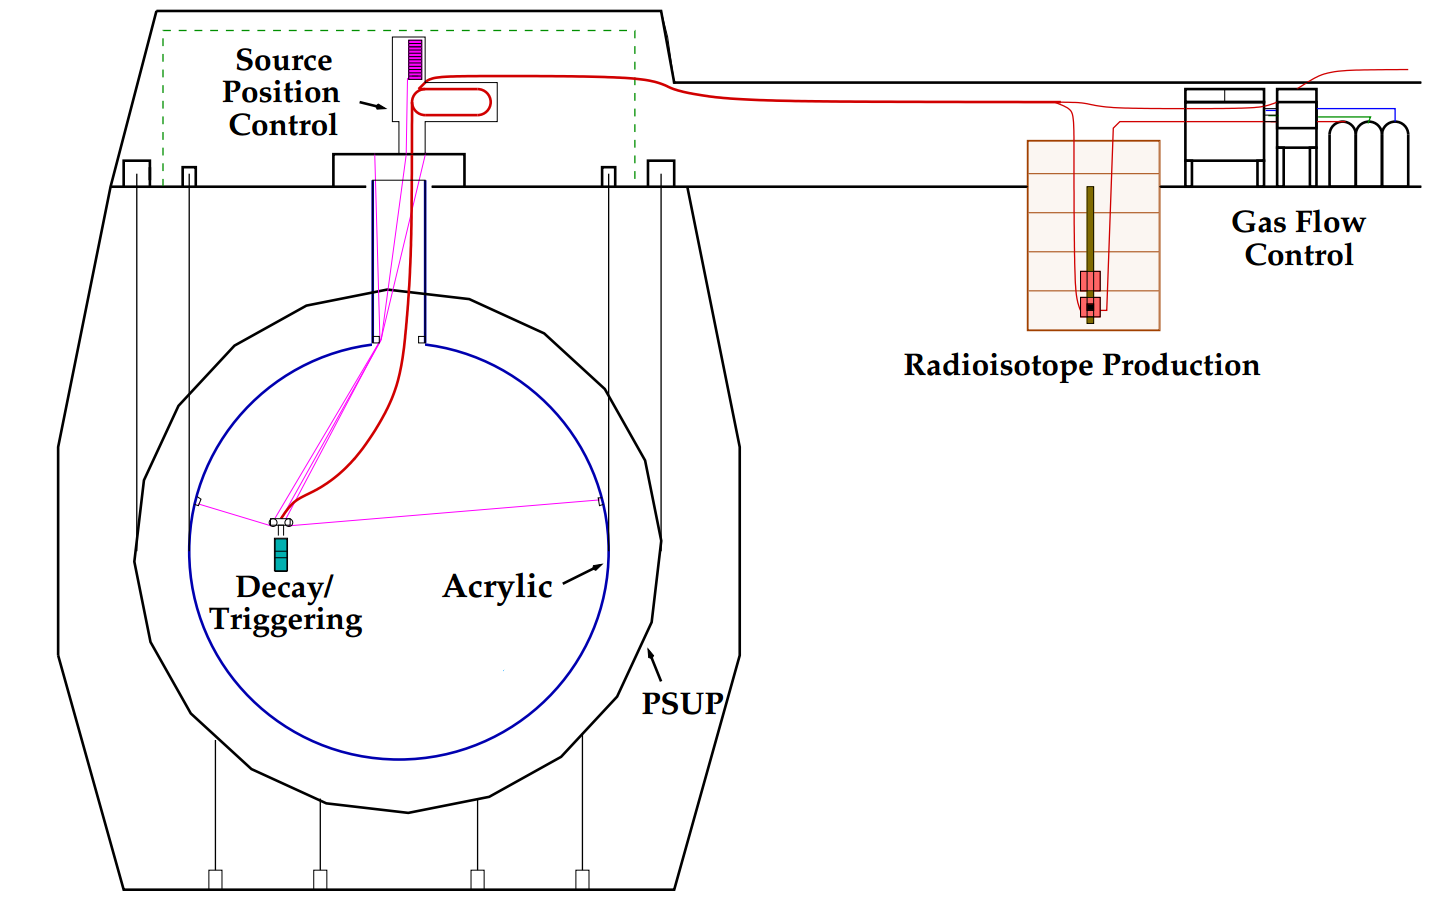 Source
Position
Control
Gas Flow
Control
Radioisotope Production
Decay/
Triggering
Acrylic
PSUP